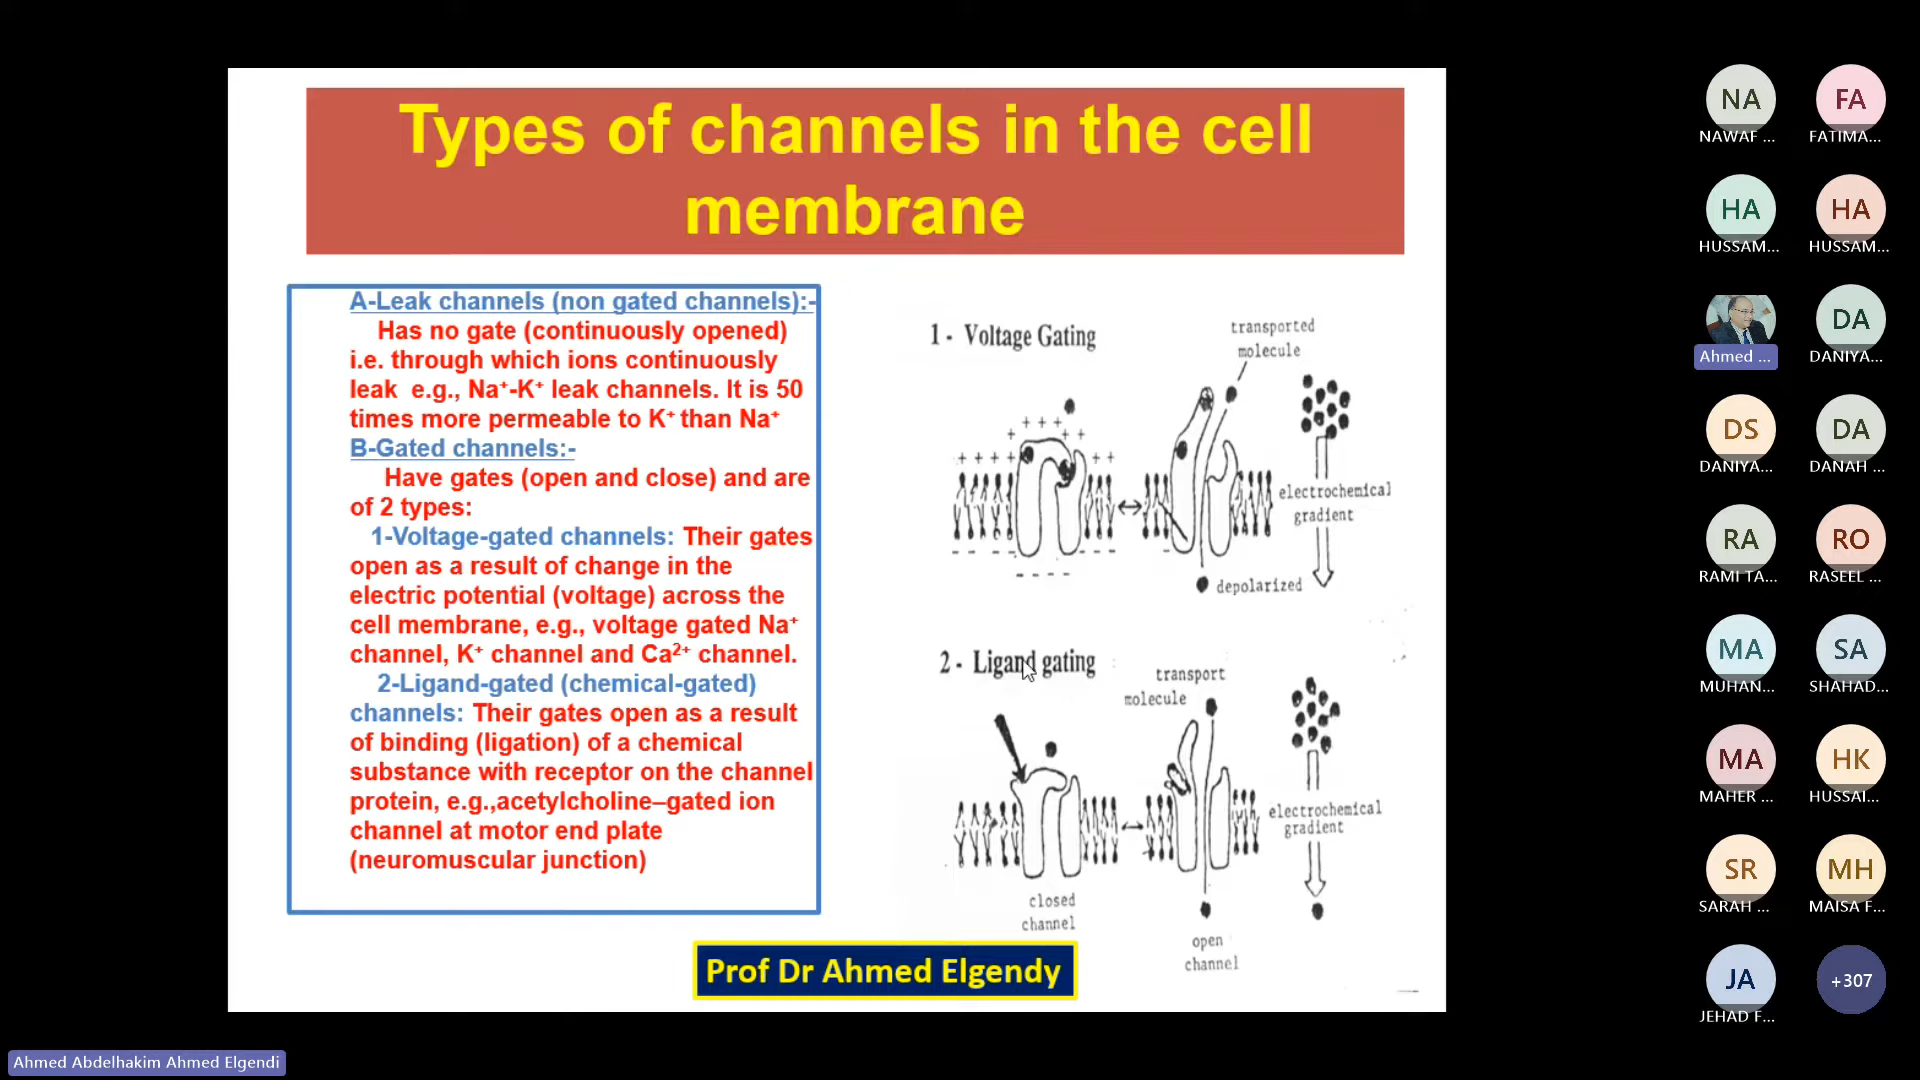 Types of channels in the cell
membrane
A-Leak channels (non gated channels):-
Has no gate (continuously opened)
i.e. through which ions continuously
leak e.g., Na⁺-K⁺ leak channels. It is 50
times more permeable to K⁺ than Na⁺
B-Gated channels:-
Have gates (open and close) and are
of 2 types:
1-Voltage-gated channels: Their gates
open as a result of change in the
electric potential (voltage) across the
cell membrane, e.g., voltage gated Na⁺
channel, K⁺ channel and Ca²⁺ channel.
2-Ligand-gated (chemical-gated)
channels: Their gates open as a result
of binding (ligation) of a chemical
substance with receptor on the channel
protein, e.g.,acetylcholine–gated ion
channel at motor end plate
(neuromuscular junction)
1 - Voltage Gating
transported
molecule
+ + + +
+ + +
+ + + + + +
electrochemical
gradient
- - - - - - -
- - - -
depolarized
2 - Ligand gating
transport
molecule
electrochemical
gradient
closed
channel
open
channel
Prof Dr Ahmed Elgendy
NA
NAWAF ...
FA
FATIMA...
HA
HUSSAM...
HA
HUSSAM...
Ahmed ...
DA
DANIYA...
DS
DANIYA...
DA
DANAH ...
RA
RAMI TA...
RO
RASEEL ...
MA
MUHAN...
SA
SHAHAD...
MA
MAHER ...
HK
HUSSAI...
SR
SARAH ...
MH
MAISA F...
JA
JEHAD F...
+307
Ahmed Abdelhakim Ahmed Elgendi